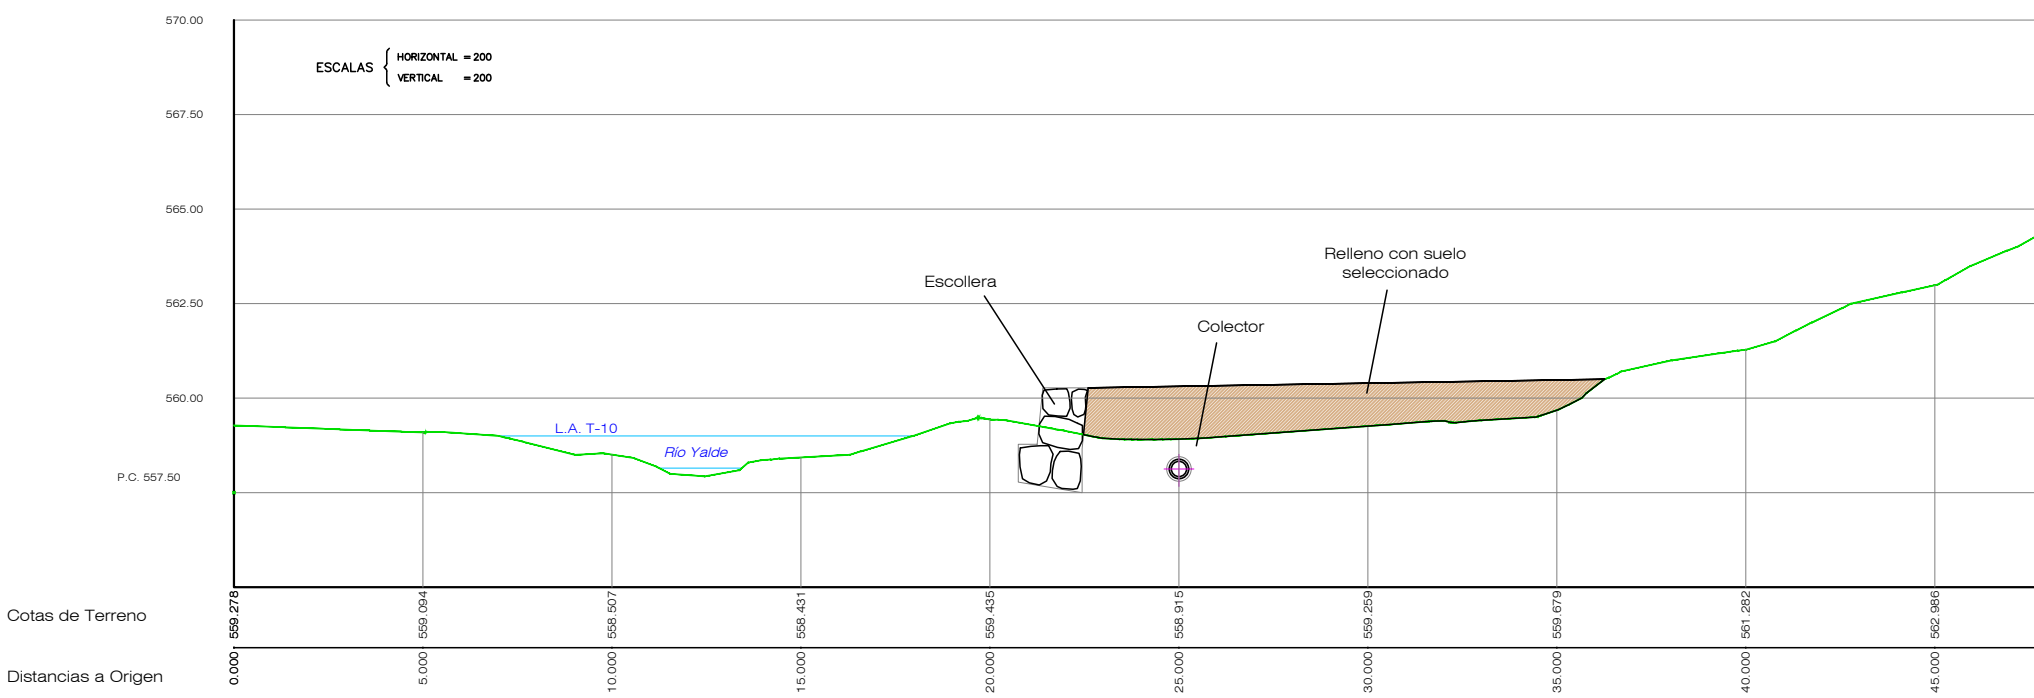 570.00
ESCALAS
HORIZONTAL = 200
VERTICAL = 200
567.50
565.00
Relleno con suelo
seleccionado
Escollera
562.50
Colector
560.00
L.A. T-10
Río Yalde
P.C. 557.50
Cotas de Terreno
559.278 559.094 558.507 558.431 559.435 558.915 559.259 559.679 561.282 562.986
Distancias a Origen
0.000 5.000 10.000 15.000 20.000 25.000 30.000 35.000 40.000 45.000